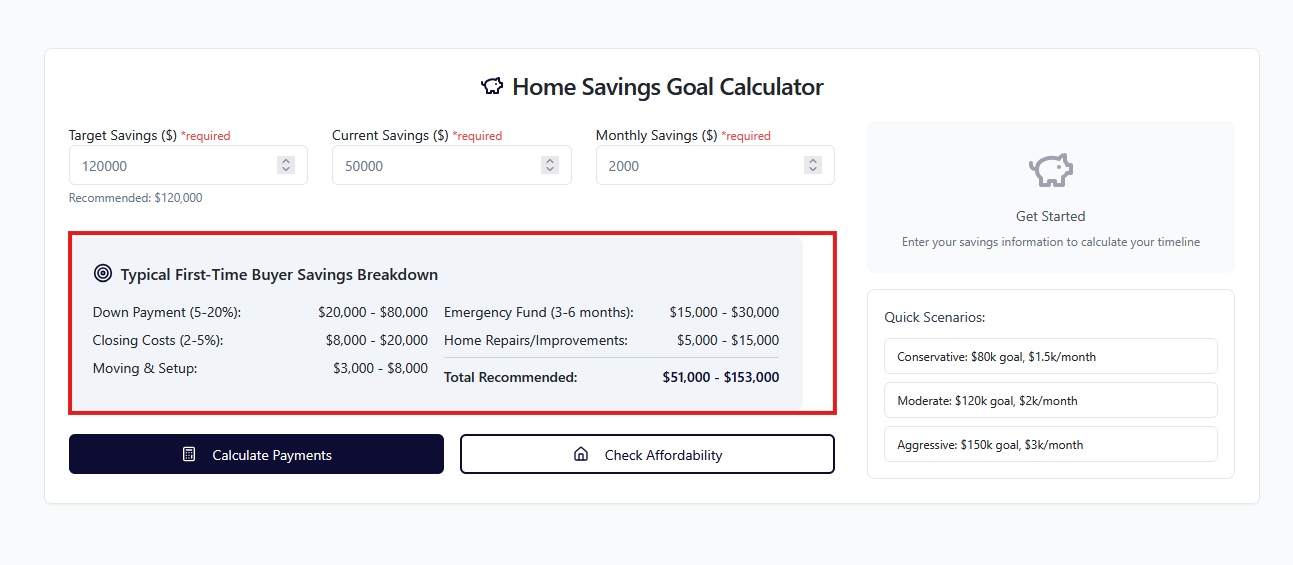 Home Savings Goal Calculator
Target Savings ($) *required
120000
Recommended: $120,000
Current Savings ($) *required
50000
Monthly Savings ($) *required
2000
Typical First-Time Buyer Savings Breakdown
Down Payment (5-20%): $20,000 - $80,000
Closing Costs (2-5%): $8,000 - $20,000
Moving & Setup: $3,000 - $8,000
Emergency Fund (3-6 months): $15,000 - $30,000
Home Repairs/Improvements: $5,000 - $15,000
Total Recommended: $51,000 - $153,000
Calculate Payments
Check Affordability
Get Started
Enter your savings information to calculate your timeline
Quick Scenarios:
Conservative: $80k goal, $1.5k/month
Moderate: $120k goal, $2k/month
Aggressive: $150k goal, $3k/month